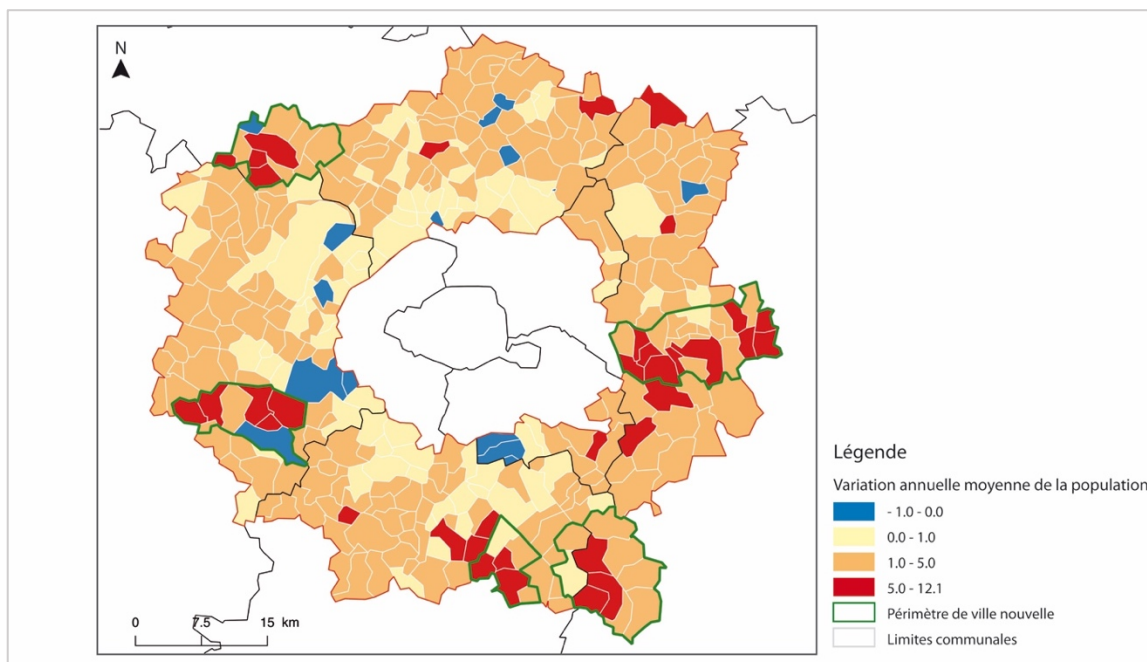 N
0 7.5 15 km
Légende
Variation annuelle moyenne de la population
- 1.0 - 0.0
0.0 - 1.0
1.0 - 5.0
5.0 - 12.1
Périmètre de ville nouvelle
Limites communales